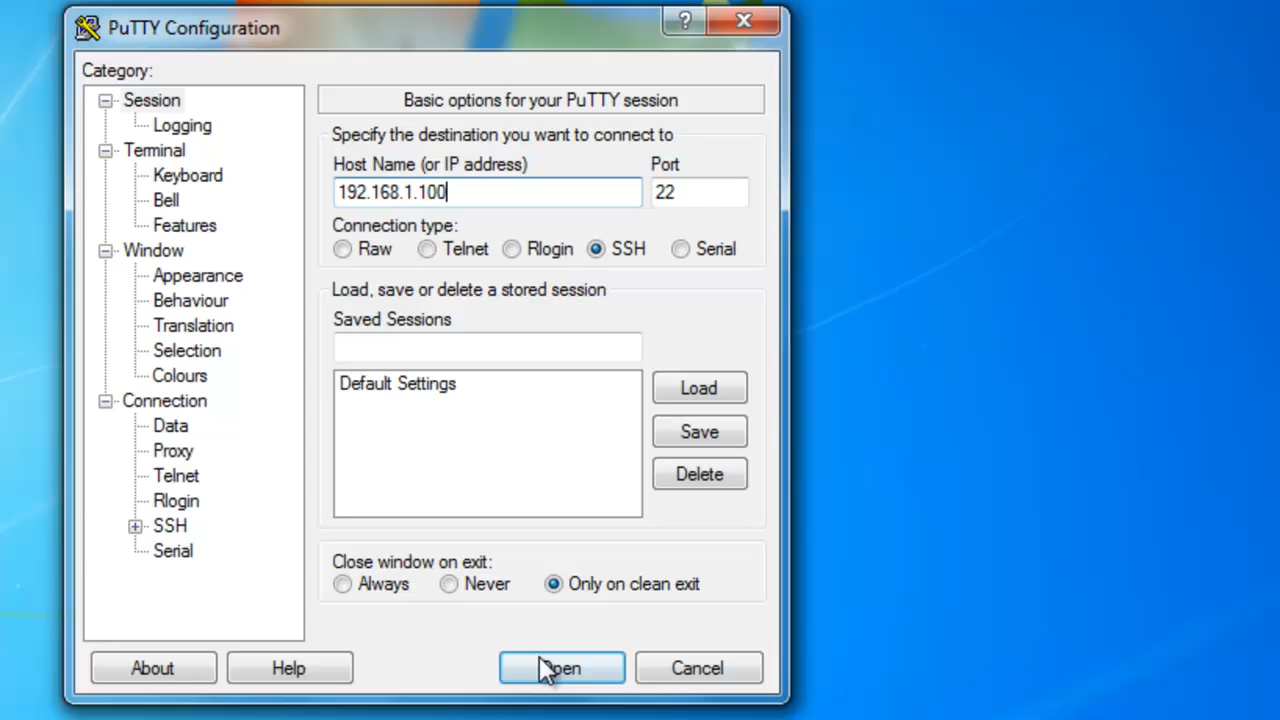 PuTTY Configuration
?
Category:
Session
Logging
Terminal
Keyboard
Bell
Features
Window
Appearance
Behaviour
Translation
Selection
Colours
Connection
Data
Proxy
Telnet
Rlogin
SSH
Serial
Basic options for your PuTTY session
Specify the destination you want to connect to
Host Name (or IP address) Port
192.168.1.100 22
Connection type:
Raw Telnet Rlogin SSH Serial
Load, save or delete a stored session
Saved Sessions
Default Settings
Load
Save
Delete
Close window on exit:
Always Never Only on clean exit
About Help Open Cancel